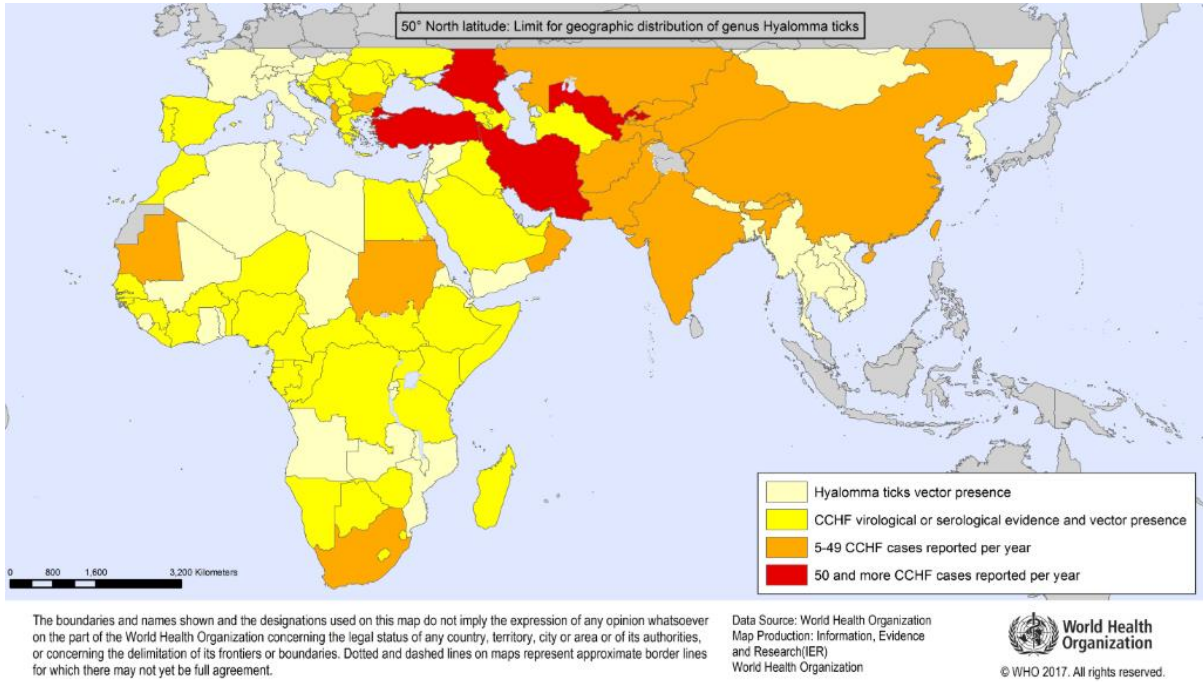 50° North latitude: Limit for geographic distribution of genus Hyalomma ticks
Hyalomma ticks vector presence
CCHF virological or serological evidence and vector presence
5-49 CCHF cases reported per year
50 and more CCHF cases reported per year
0 800 1,600 3,200 Kilometers
The boundaries and names shown and the designations used on this map do not imply the expression of any opinion whatsoever
on the part of the World Health Organization concerning the legal status of any country, territory, city or area or of its authorities,
or concerning the delimitation of its frontiers or boundaries. Dotted and dashed lines on maps represent approximate border lines
for which there may not yet be full agreement.
Data Source: World Health Organization
Map Production: Information, Evidence
and Research(IER)
World Health Organization
World Health
Organization
© WHO 2017. All rights reserved.